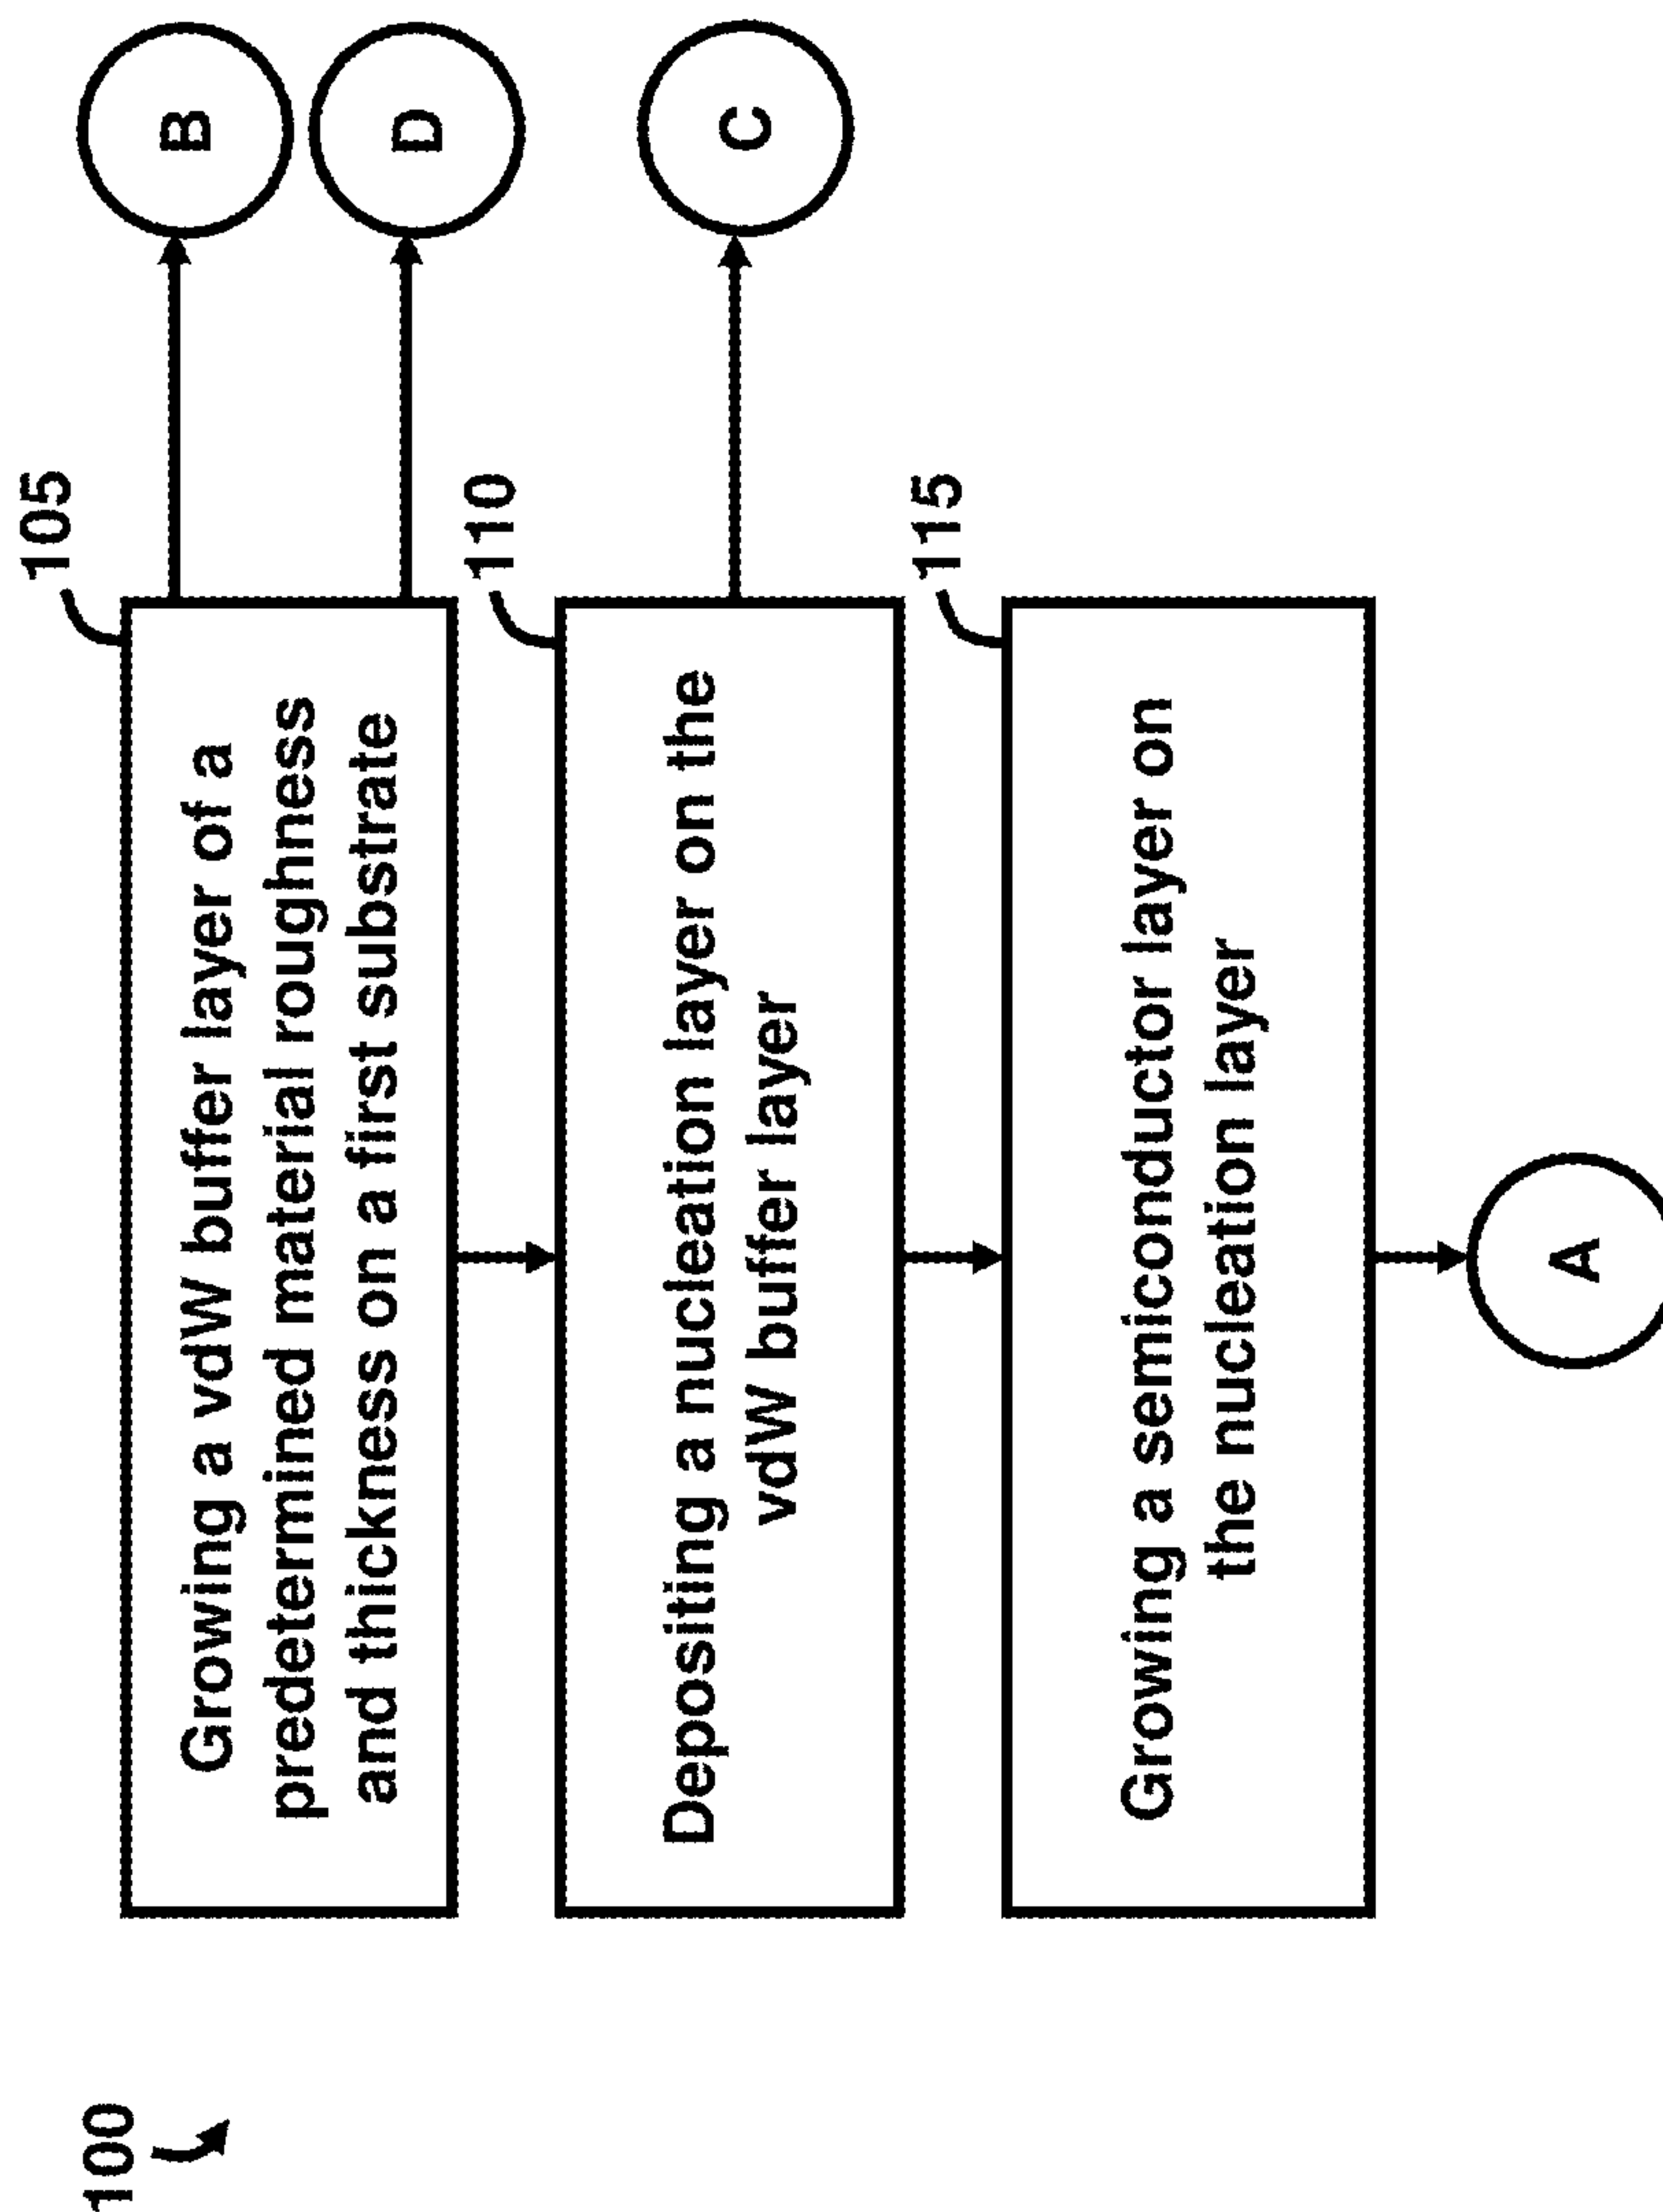 100
105
Growing a vdW buffer layer of a
predetermined material roughness
and thickness on a first substrate
B
D
110
Depositing a nucleation layer on the
vdW buffer layer
C
115
Growing a semiconductor layer on
the nucleation layer
A